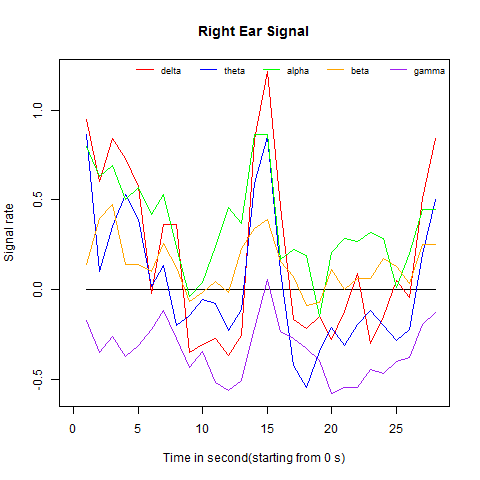 Right Ear Signal
delta theta alpha beta gamma
Signal rate
1.0
0.5
0.0
-0.5
0 5 10 15 20 25
Time in second(starting from 0 s)